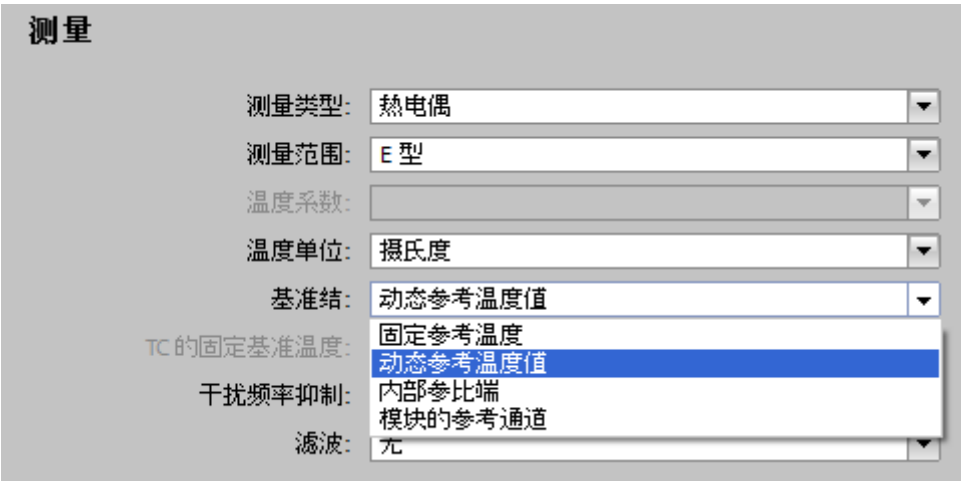 测量
测量类型: 热电偶
测量范围: E 型
温度系数:
温度单位: 摄氏度
基准结: 动态参考温度值
固定参考温度
TC 的固定基准温度:
动态参考温度值
干扰频率抑制: 内部参比端
模块的参考通道
滤波: 无